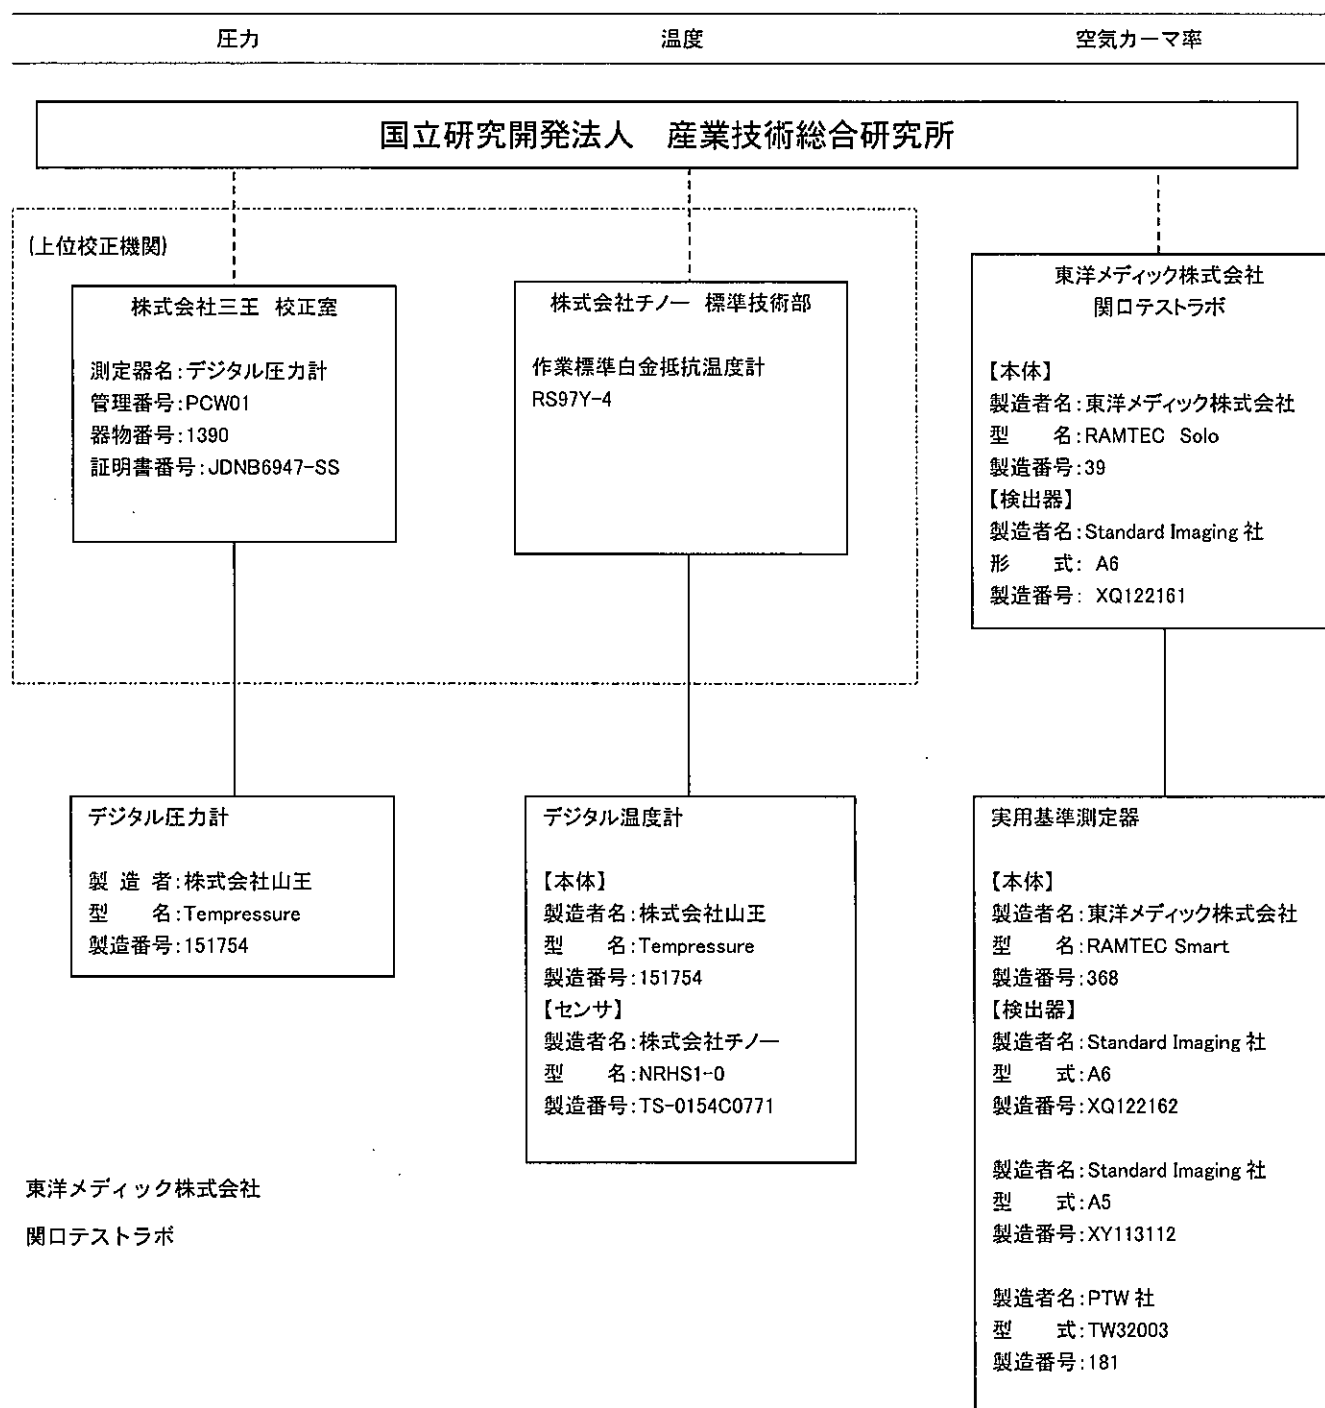 圧力
温度
空気カーマ率
国立研究開発法人 産業技術総合研究所
(上位校正機関)
株式会社三王 校正室
測定器名:デジタル圧力計
管理番号:PCW01
器物番号:1390
証明書番号:JDNB6947-SS
株式会社チノー 標準技術部
作業標準白金抵抗温度計
RS97Y-4
東洋メディック株式会社
関口テストラボ
【本体】
製造者名:東洋メディック株式会社
型 名:RAMTEC Solo
製造番号:39
【検出器】
製造者名:Standard Imaging 社
形 式: A6
製造番号: XQ122161
デジタル圧力計
製 造 者:株式会社山王
型 名:Tempressure
製造番号:151754
デジタル温度計
【本体】
製造者名:株式会社山王
型 名:Tempressure
製造番号:151754
【センサ】
製造者名:株式会社チノー
型 名:NRHS1-0
製造番号:TS-0154C0771
実用基準測定器
【本体】
製造者名:東洋メディック株式会社
型 名:RAMTEC Smart
製造番号:368
【検出器】
製造者名:Standard Imaging 社
型 式:A6
製造番号:XQ122162
製造者名:Standard Imaging 社
型 式:A5
製造番号:XY113112
製造者名:PTW 社
型 式:TW32003
製造番号:181
東洋メディック株式会社
関口テストラボ